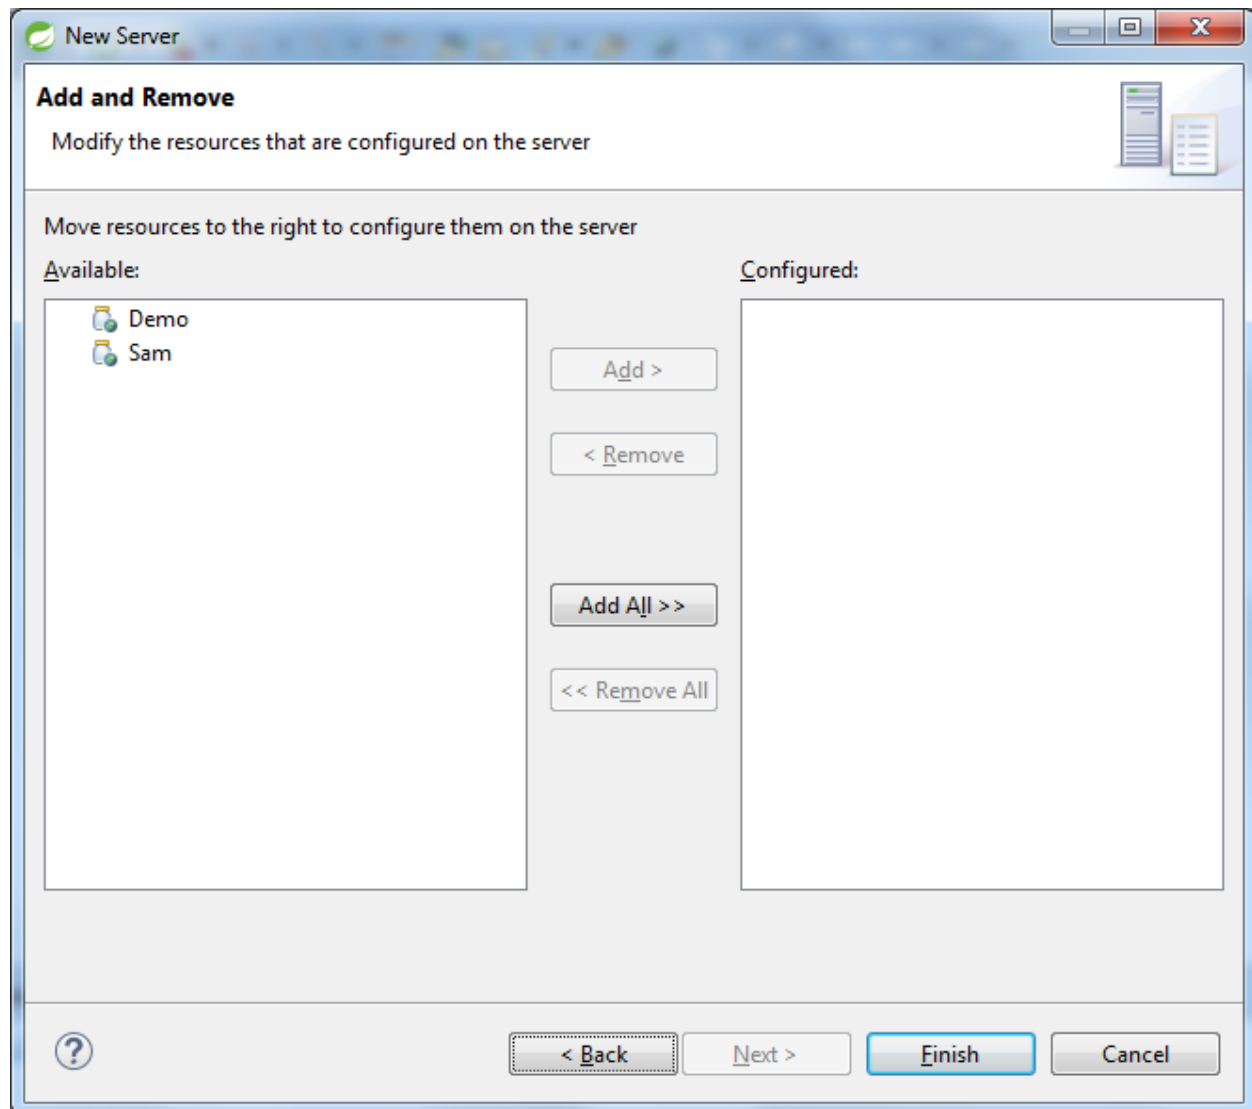 New Server
Add and Remove
Modify the resources that are configured on the server
Move resources to the right to configure them on the server
Available:
Configured:
Demo
Sam
Add >
< Remove
Add All >>
<< Remove All
< Back
Next >
Finish
Cancel